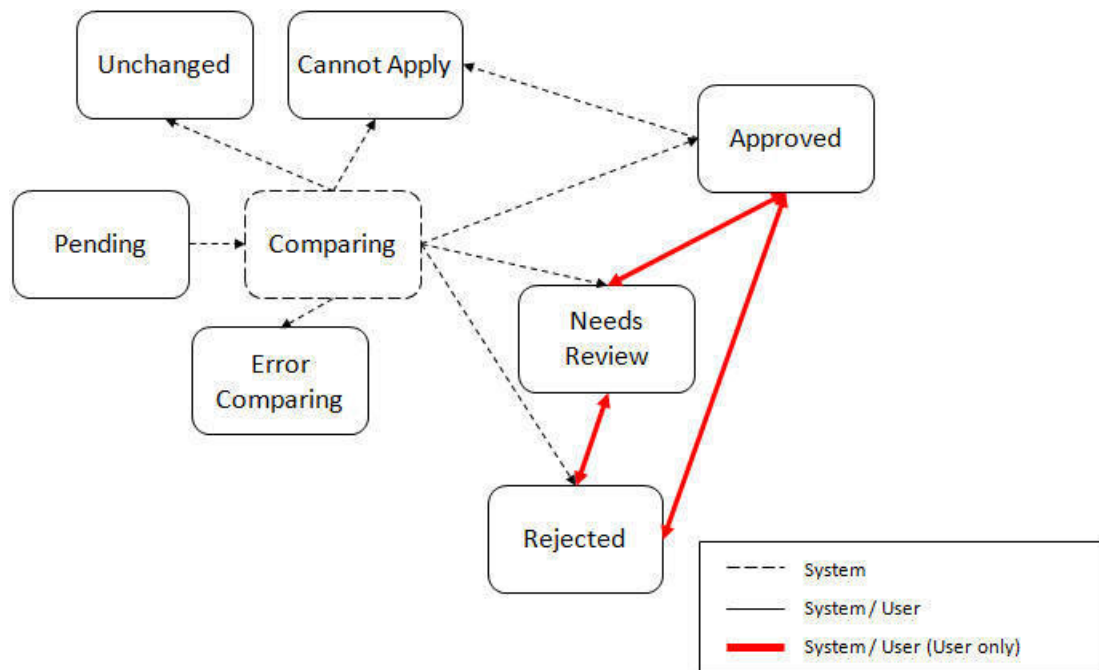 Unchanged
Cannot Apply
Approved
Pending
Comparing
Needs
Review
Error
Comparing
Rejected
System
System / User
System / User (User only)